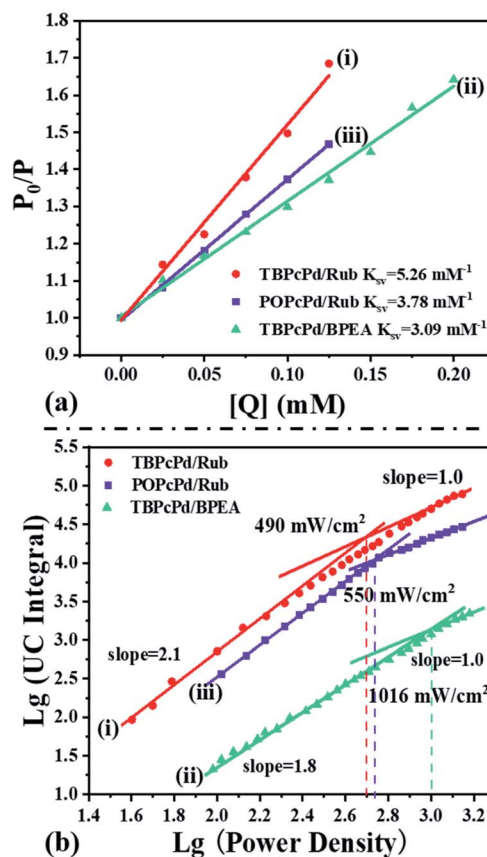 1.8
1.7
1.6
1.5
1.4
1.3
1.2
1.1
1.0
0.9
P₀/P
(i)
(ii)
(iii)
TBPcPd/Rub Ksv=5.26 mM⁻¹
POPcPd/Rub Ksv=3.78 mM⁻¹
TBPcPd/BPEA Ksv=3.09 mM⁻¹
0.00 0.05 0.10 0.15 0.20
(a)
[Q] (mM)
5.5
5.0
4.5
4.0
3.5
3.0
2.5
2.0
1.5
1.0
Lg (UC Integral)
TBPcPd/Rub
POPcPd/Rub
TBPcPd/BPEA
slope=1.0
490 mW/cm²
550 mW/cm²
slope=2.1
slope=1.0
(iii)
1016 mW/cm²
(i)
(ii)
slope=1.8
1.4 1.6 1.8 2.0 2.2 2.4 2.6 2.8 3.0 3.2
(b)
Lg (Power Density)